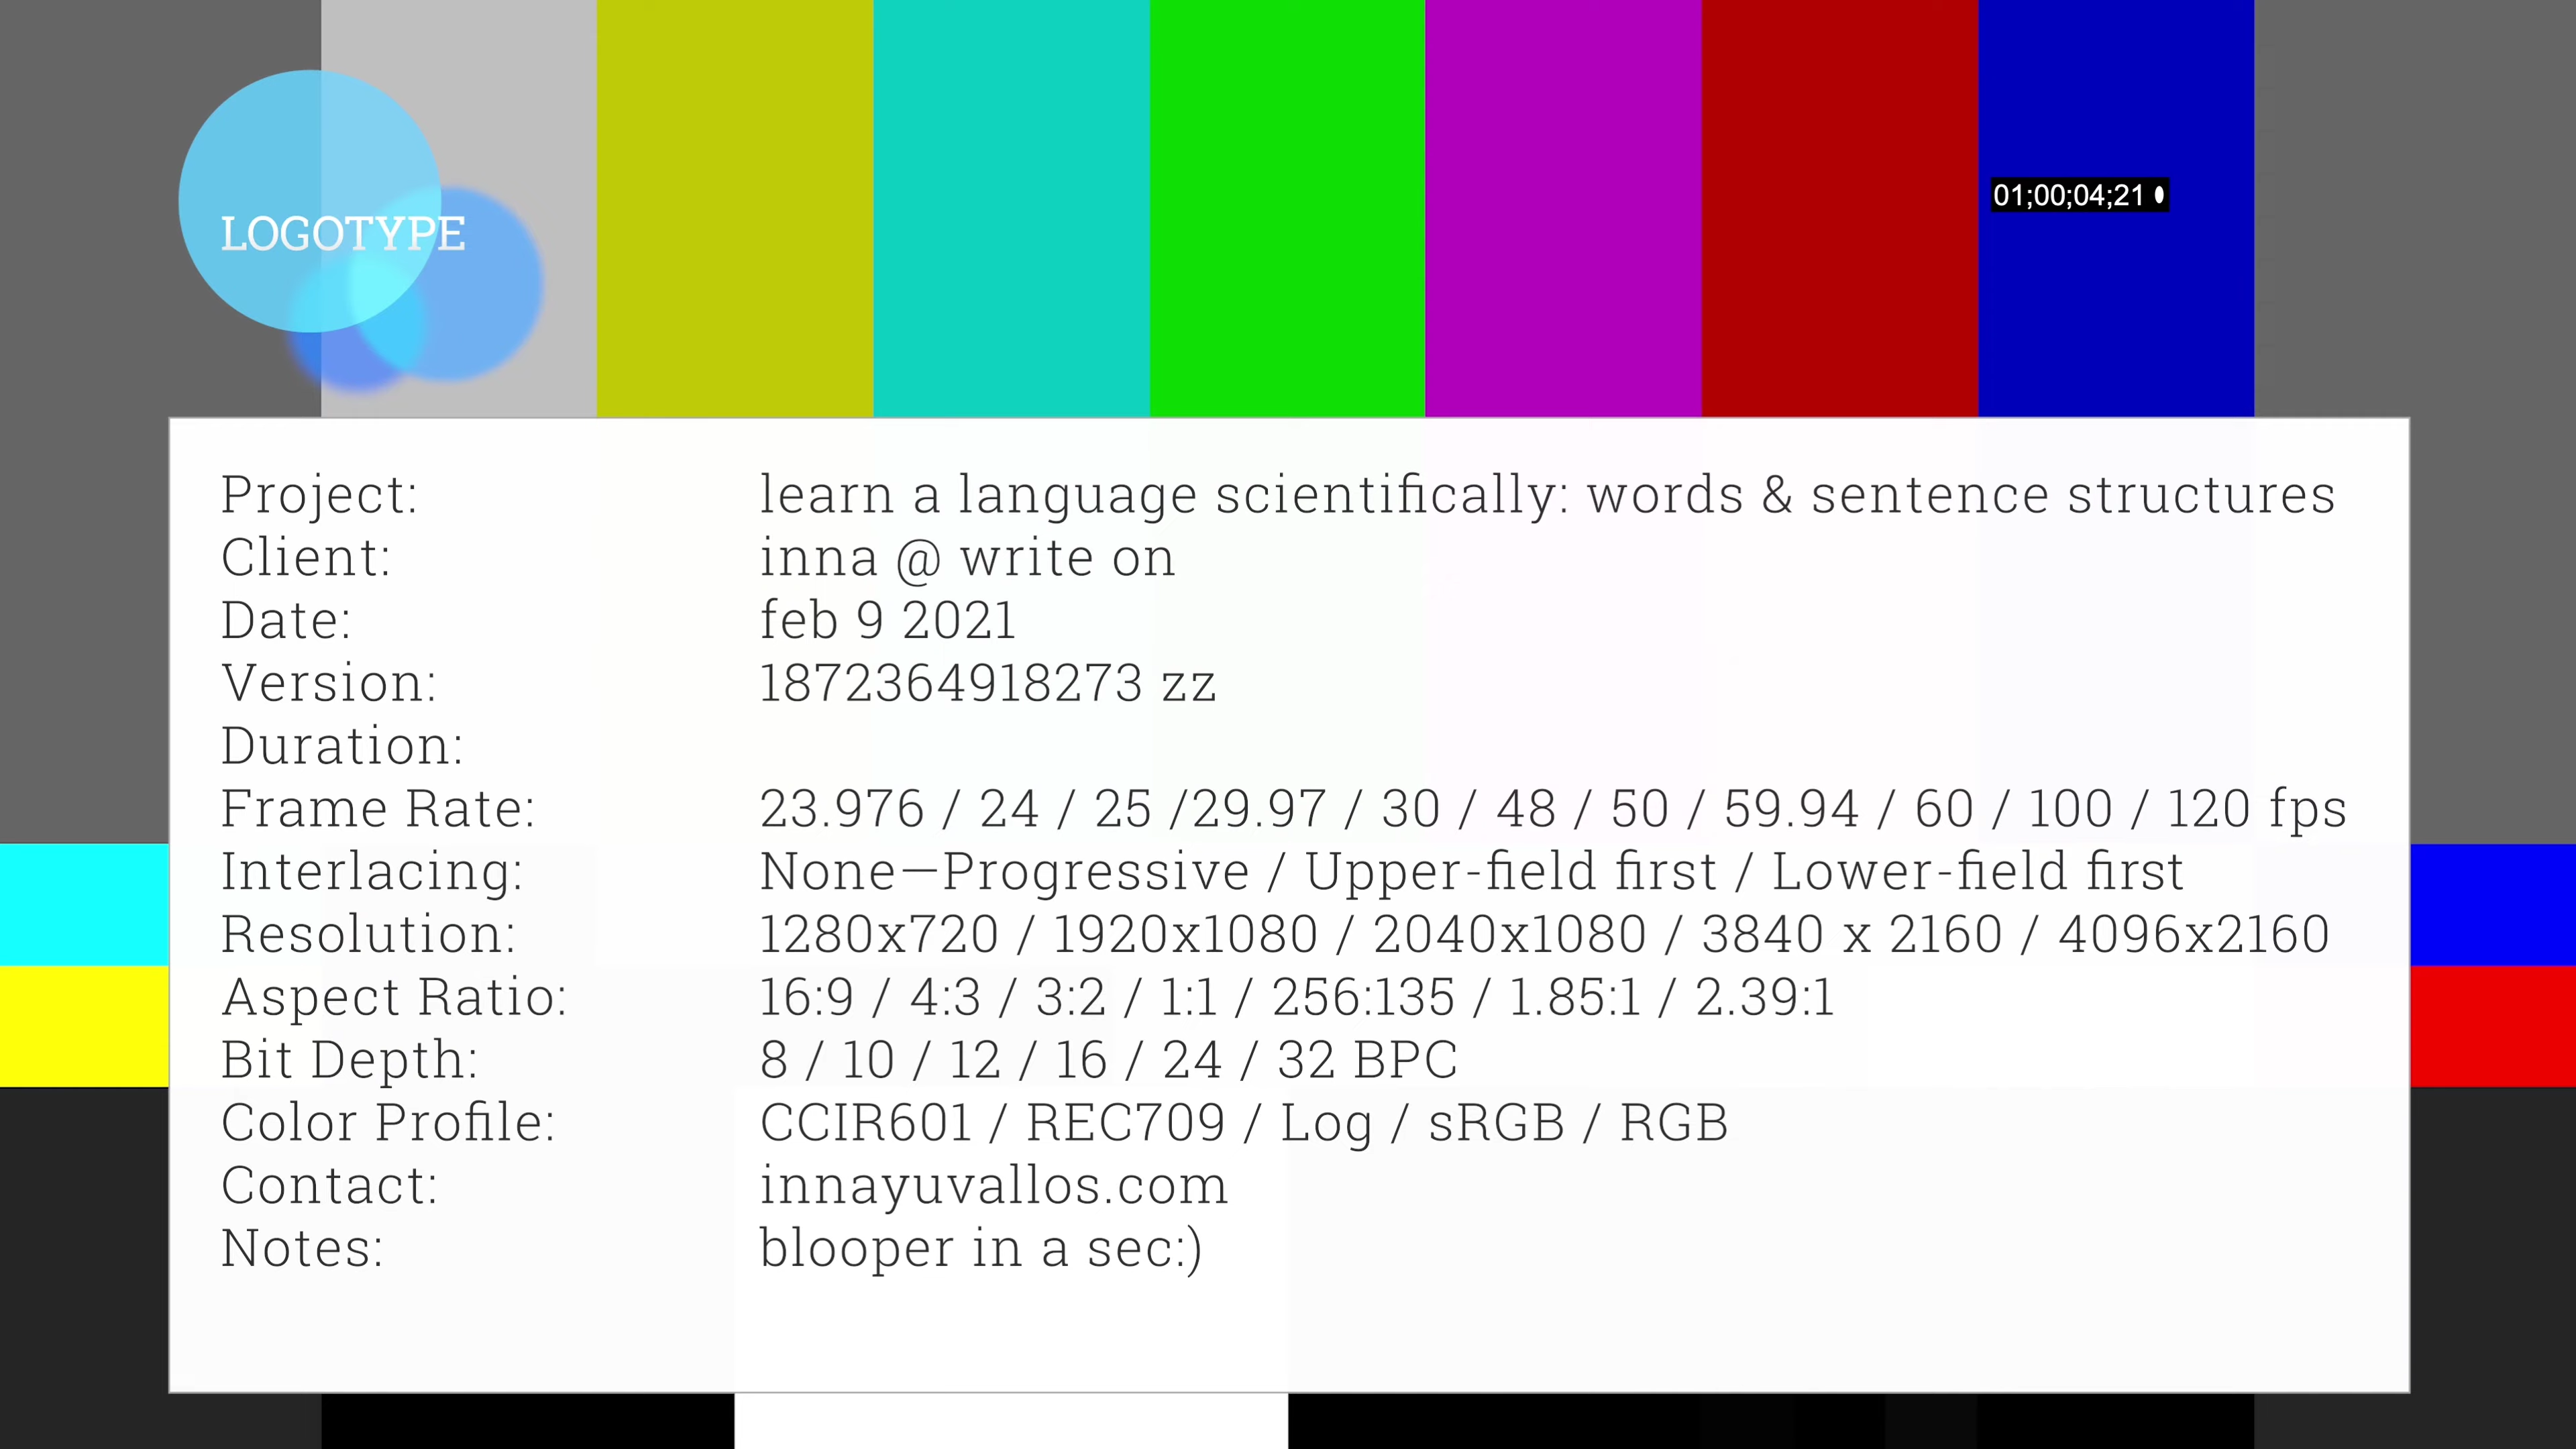 LOGOTYPE
01;00;04;21
Project: learn a language scientifically: words & sentence structures
Client: inna @ write on
Date: feb 9 2021
Version: 1872364918273 zz
Duration:
Frame Rate: 23.976 / 24 / 25 /29.97 / 30 / 48 / 50 / 59.94 / 60 / 100 / 120 fps
Interlacing: None—Progressive / Upper-field first / Lower-field first
Resolution: 1280x720 / 1920x1080 / 2040x1080 / 3840 x 2160 / 4096x2160
Aspect Ratio: 16:9 / 4:3 / 3:2 / 1:1 / 256:135 / 1.85:1 / 2.39:1
Bit Depth: 8 / 10 / 12 / 16 / 24 / 32 BPC
Color Profile: CCIR601 / REC709 / Log / sRGB / RGB
Contact: innayuvallos.com
Notes: blooper in a sec:)